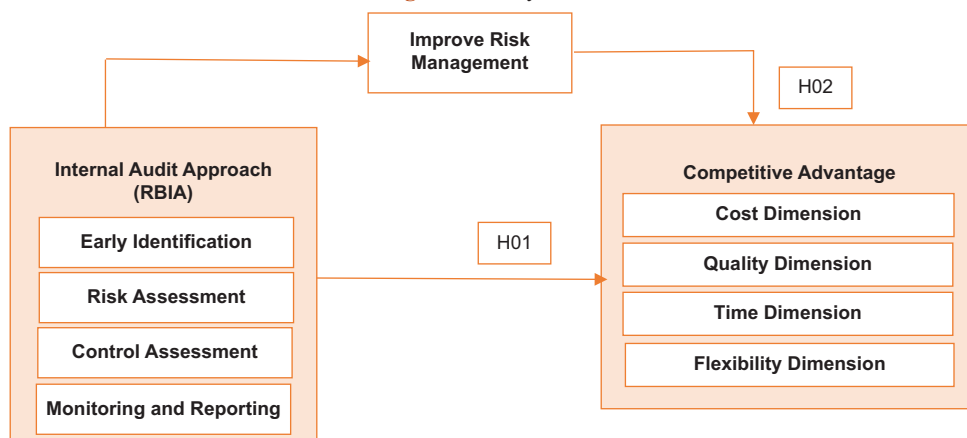 Improve Risk
Management
H02
Internal Audit Approach
(RBIA)
Early Identification
Risk Assessment
Control Assessment
Monitoring and Reporting
H01
Competitive Advantage
Cost Dimension
Quality Dimension
Time Dimension
Flexibility Dimension